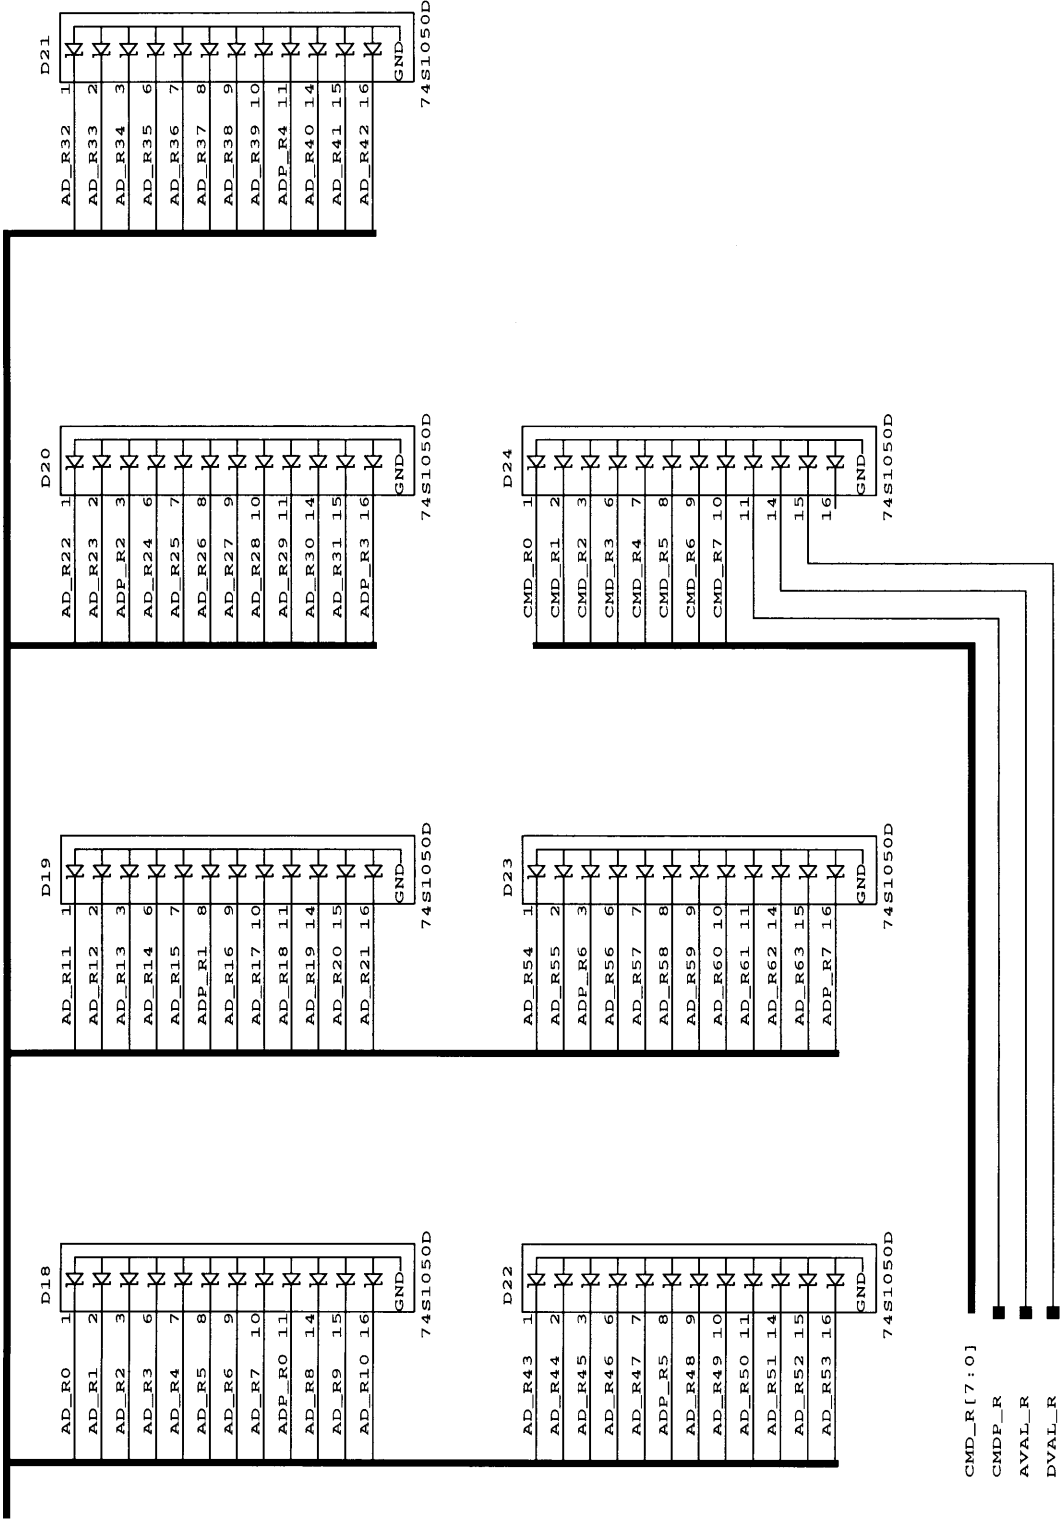 D21
1 2 3 6 7 8 9 10 11 14 15 16
GND
74S1050D
AD_R32
AD_R33
AD_R34
AD_R35
AD_R36
AD_R37
AD_R38
AD_R39
ADP_R4
AD_R40
AD_R41
AD_R42
D20
1 2 3 6 7 8 9 10 11 14 15 16
GND
74S1050D
AD_R22
AD_R23
ADP_R2
AD_R24
AD_R25
AD_R26
AD_R27
AD_R28
AD_R29
AD_R30
AD_R31
ADP_R3
D24
1 2 3 6 7 8 9 10 11 14 15 16
GND
74S1050D
CMD_R0
CMD_R1
CMD_R2
CMD_R3
CMD_R4
CMD_R5
CMD_R6
CMD_R7
D19
1 2 3 6 7 8 9 10 11 14 15 16
GND
74S1050D
AD_R11
AD_R12
AD_R13
AD_R14
AD_R15
ADP_R1
AD_R16
AD_R17
AD_R18
AD_R19
AD_R20
AD_R21
D23
1 2 3 6 7 8 9 10 11 14 15 16
GND
74S1050D
AD_R54
AD_R55
ADP_R6
AD_R56
AD_R57
AD_R58
AD_R59
AD_R60
AD_R61
AD_R62
AD_R63
ADP_R7
D18
1 2 3 6 7 8 9 10 11 14 15 16
GND
74S1050D
AD_R0
AD_R1
AD_R2
AD_R3
AD_R4
AD_R5
AD_R6
AD_R7
ADP_R0
AD_R8
AD_R9
AD_R10
D22
1 2 3 6 7 8 9 10 11 14 15 16
GND
74S1050D
AD_R43
AD_R44
AD_R45
AD_R46
AD_R47
ADP_R5
AD_R48
AD_R49
AD_R50
AD_R51
AD_R52
AD_R53
CMD_R[7:0]
CMDP_R
AVAL_R
DVAL_R